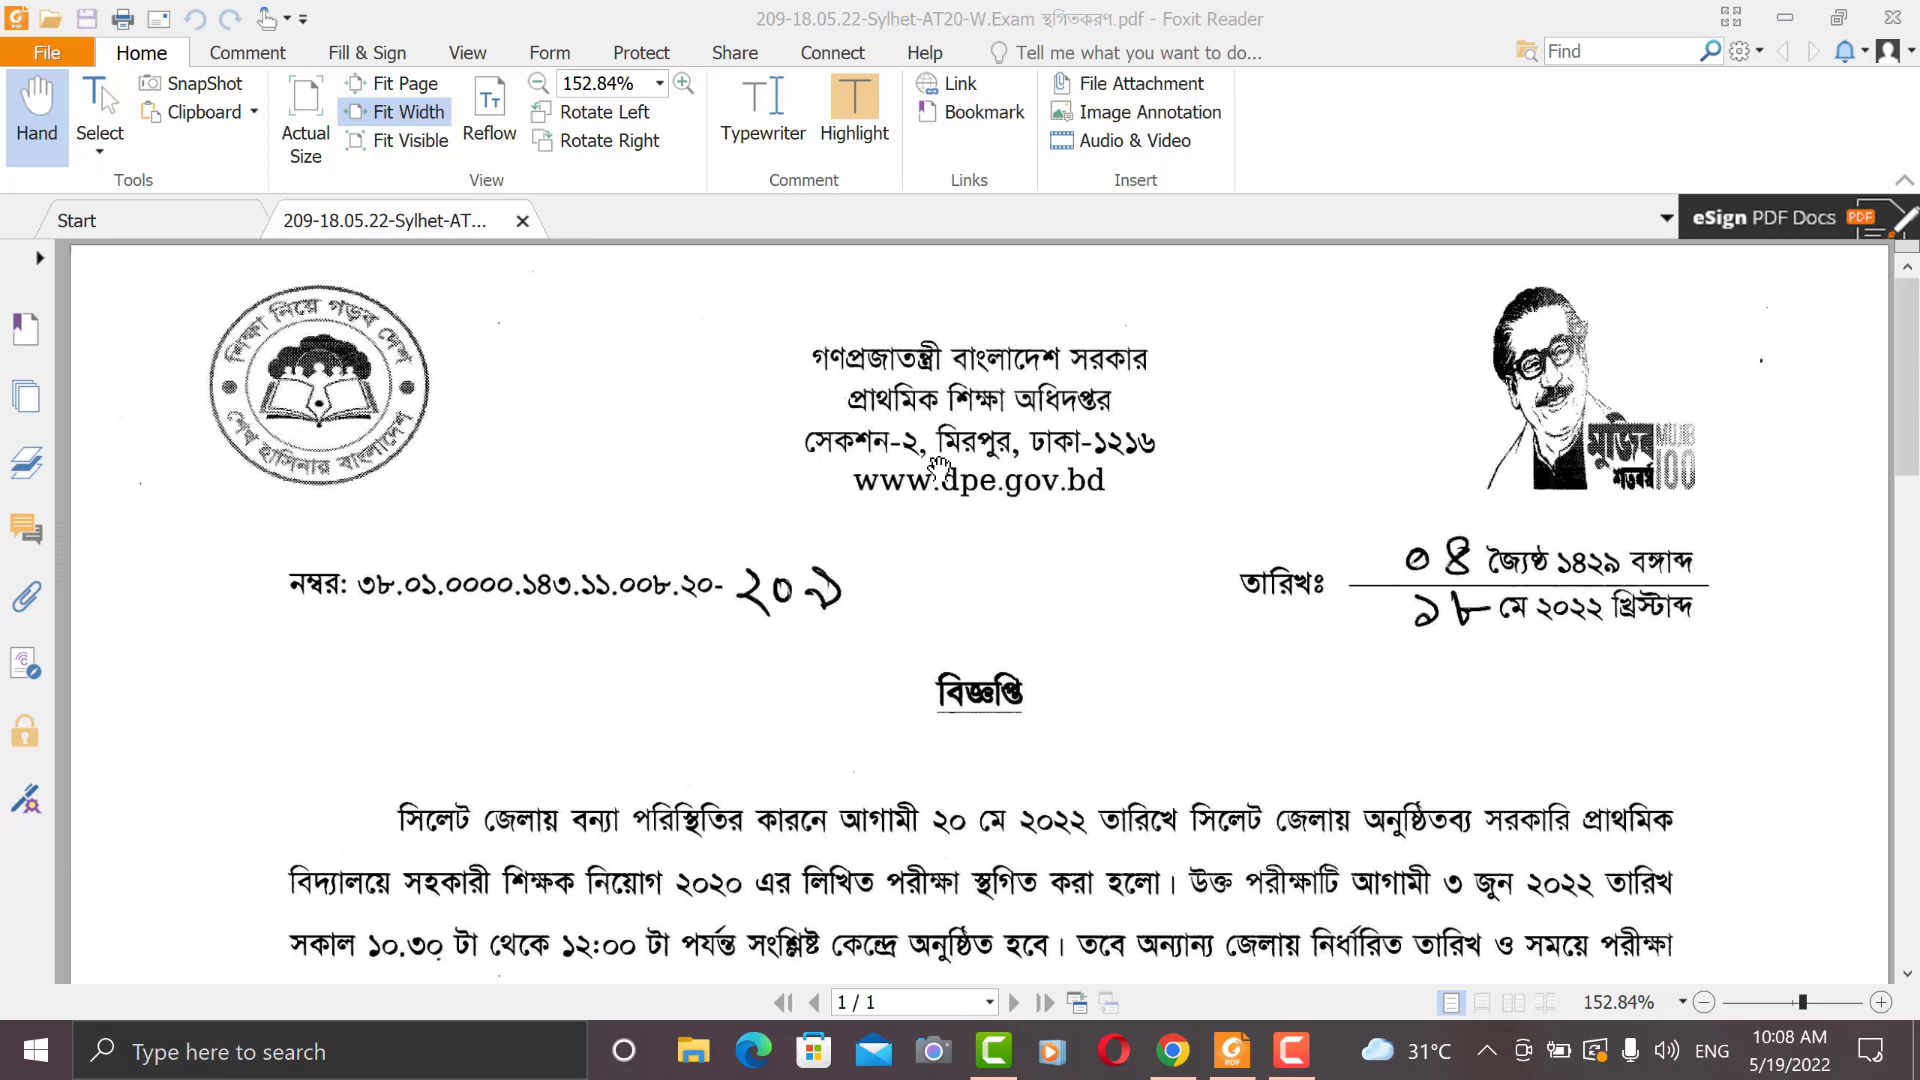 209-18.05.22-Sylhet-AT20-W.Exam স্থগিতকরণ.pdf - Foxit Reader
File Home Comment Fill & Sign View Form Protect Share Connect Help Tell me what you want to do... Find
Hand
Select
SnapShot
Clipboard
Tools
Actual Size
Fit Page
Fit Width
Fit Visible
Reflow
152.84%
Rotate Left
Rotate Right
View
Typewriter
Highlight
Comment
Link
Bookmark
Links
File Attachment
Image Annotation
Audio & Video
Insert
Start
209-18.05.22-Sylhet-AT...
eSign PDF Docs PDF
শিক্ষা নিয়ে গড়ব দেশ
শেখ হাসিনার বাংলাদেশ
গণপ্রজাতন্ত্রী বাংলাদেশ সরকার
প্রাথমিক শিক্ষা অধিদপ্তর
সেকশন-২, মিরপুর, ঢাকা-১২১৬
www.dpe.gov.bd
মুজিব
শতবর্ষ
MUJIB
100
নম্বর: ৩৮.০১.০০০০.১৪৩.১১.০০৮.২০- ২০৯
তারিখঃ
০৪ জ্যৈষ্ঠ ১৪২৯ বঙ্গাব্দ
১৮ মে ২০২২ খ্রিস্টাব্দ
বিজ্ঞপ্তি
সিলেট জেলায় বন্যা পরিস্থিতির কারনে আগামী ২০ মে ২০২২ তারিখে সিলেট জেলায় অনুষ্ঠিতব্য সরকারি প্রাথমিক
বিদ্যালয়ে সহকারী শিক্ষক নিয়োগ ২০২০ এর লিখিত পরীক্ষা স্থগিত করা হলো। উক্ত পরীক্ষাটি আগামী ৩ জুন ২০২২ তারিখ
সকাল ১০.৩০ টা থেকে ১২:০০ টা পর্যন্ত সংশ্লিষ্ট কেন্দ্রে অনুষ্ঠিত হবে। তবে অন্যান্য জেলায় নির্ধারিত তারিখ ও সময়ে পরীক্ষা
1 / 1
152.84%
Type here to search
31°C
ENG
10:08 AM
5/19/2022